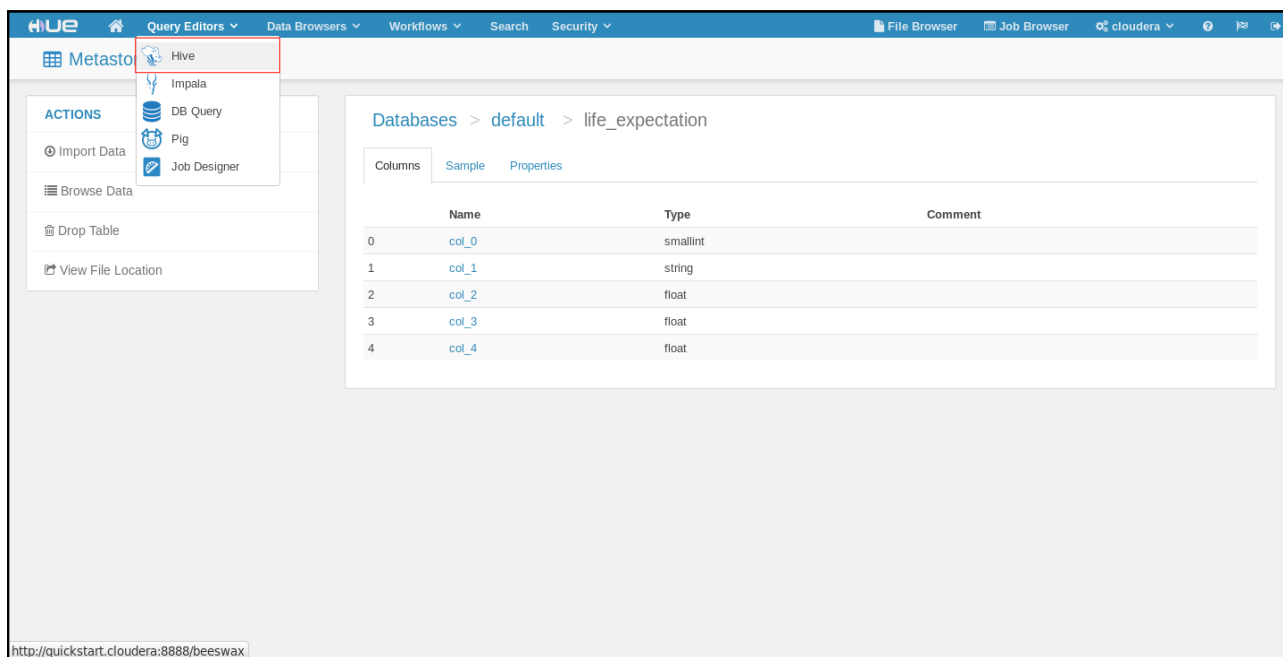 HUE Query Editors Data Browsers Workflows Search Security File Browser Job Browser cloudera
Metasto
Hive
Impala
DB Query
Pig
Job Designer
ACTIONS
Import Data
Browse Data
Drop Table
View File Location
Databases > default > life_expectation
Columns Sample Properties
Name Type Comment
0 col_0 smallint
1 col_1 string
2 col_2 float
3 col_3 float
4 col_4 float
http://quickstart.cloudera:8888/beeswax